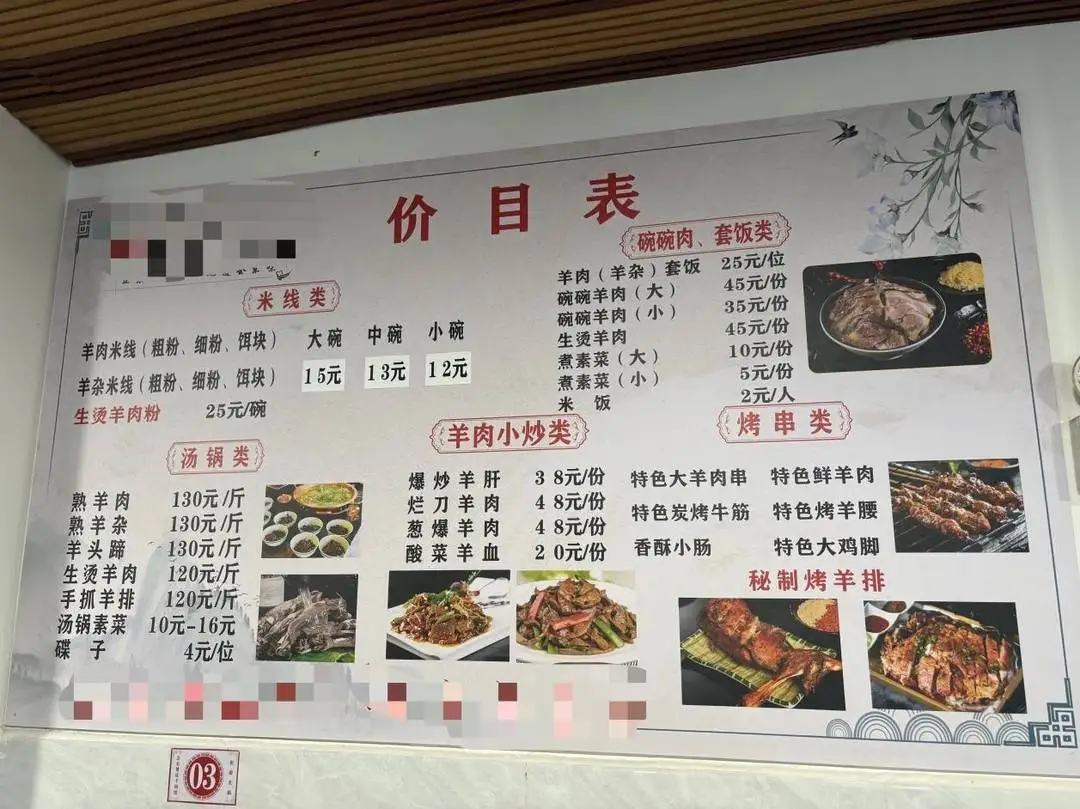 价目表
米线类
大碗 中碗 小碗
羊肉米线（粗粉、细粉、饵块）
羊杂米线（粗粉、细粉、饵块） 15元 13元 12元
生烫羊肉粉 25元/碗
碗碗肉、套饭类
羊肉（羊杂）套饭 25元/位
碗碗羊肉（大） 45元/份
碗碗羊肉（小） 35元/份
生烫羊肉 45元/份
煮素菜（大） 10元/份
煮素菜（小） 5元/份
米饭 2元/人
汤锅类
熟羊肉 130元/斤
熟羊杂 130元/斤
羊头蹄 130元/斤
生烫羊肉 120元/斤
手抓羊排 120元/斤
汤锅素菜 10元-16元
碟子 4元/位
羊肉小炒类
爆炒羊肝 38元/份
烂刀羊肉 48元/份
葱爆羊肉 48元/份
酸菜羊血 20元/份
烤串类
特色大羊肉串 特色鲜羊肉
特色炭烤牛筋 特色烤羊腰
香酥小肠 特色大鸡脚
秘制烤羊排
03